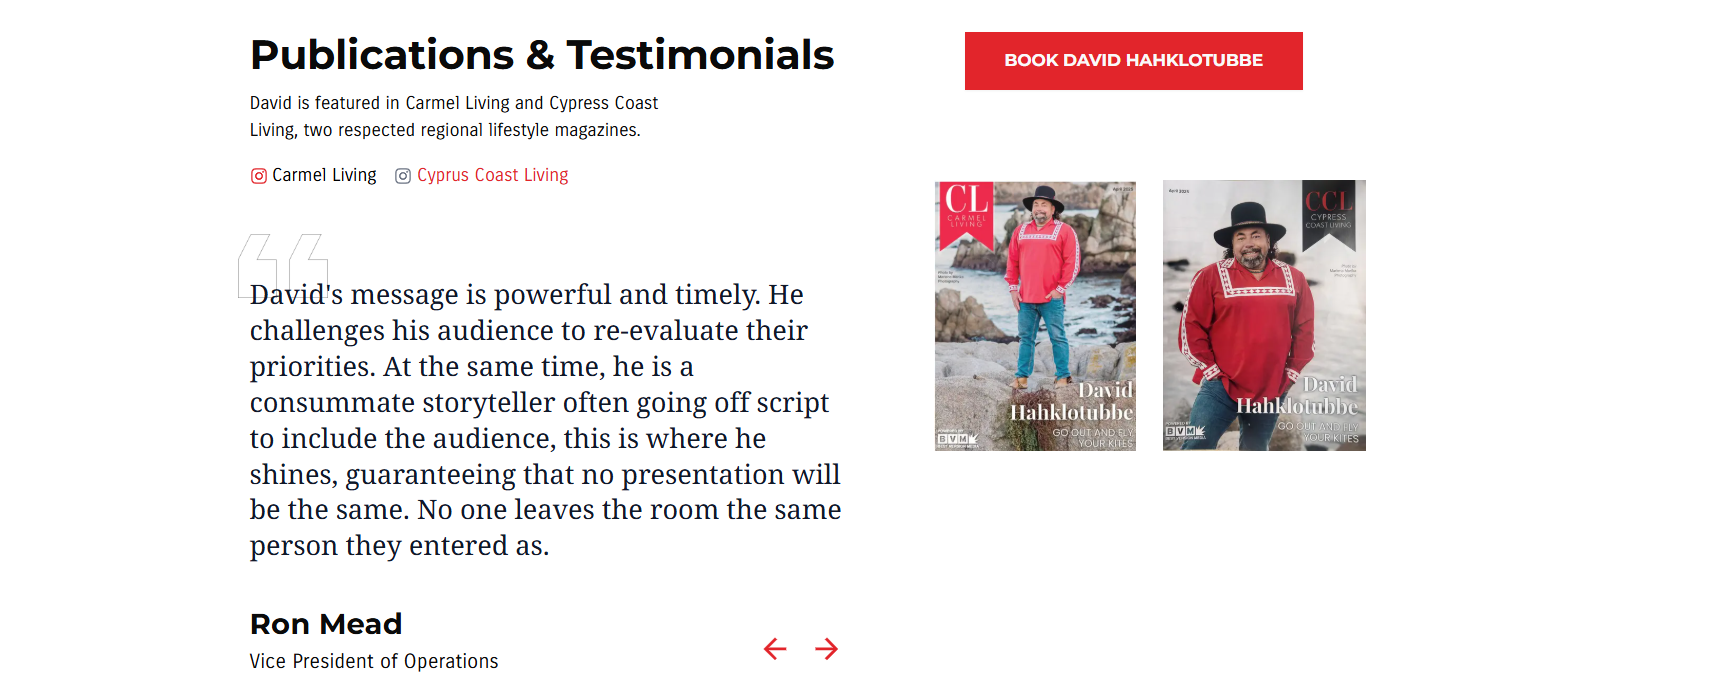 Publications & Testimonials
BOOK DAVID HAHKLOTUBBE
David is featured in Carmel Living and Cypress Coast
Living, two respected regional lifestyle magazines.
Carmel Living
Cyprus Coast Living
David's message is powerful and timely. He
challenges his audience to re-evaluate their
priorities. At the same time, he is a
consummate storyteller often going off script
to include the audience, this is where he
shines, guaranteeing that no presentation will
be the same. No one leaves the room the same
person they entered as.
Ron Mead
Vice President of Operations
CL
CARMEL
LIVING
David
Hahklotubbe
GO OUT AND FLY
YOUR KITES
BVM
April 2024
CCL
CYPRESS
COAST LIVING
David
Hahklotubbe
GO OUT AND FLY
YOUR KITES
BVM